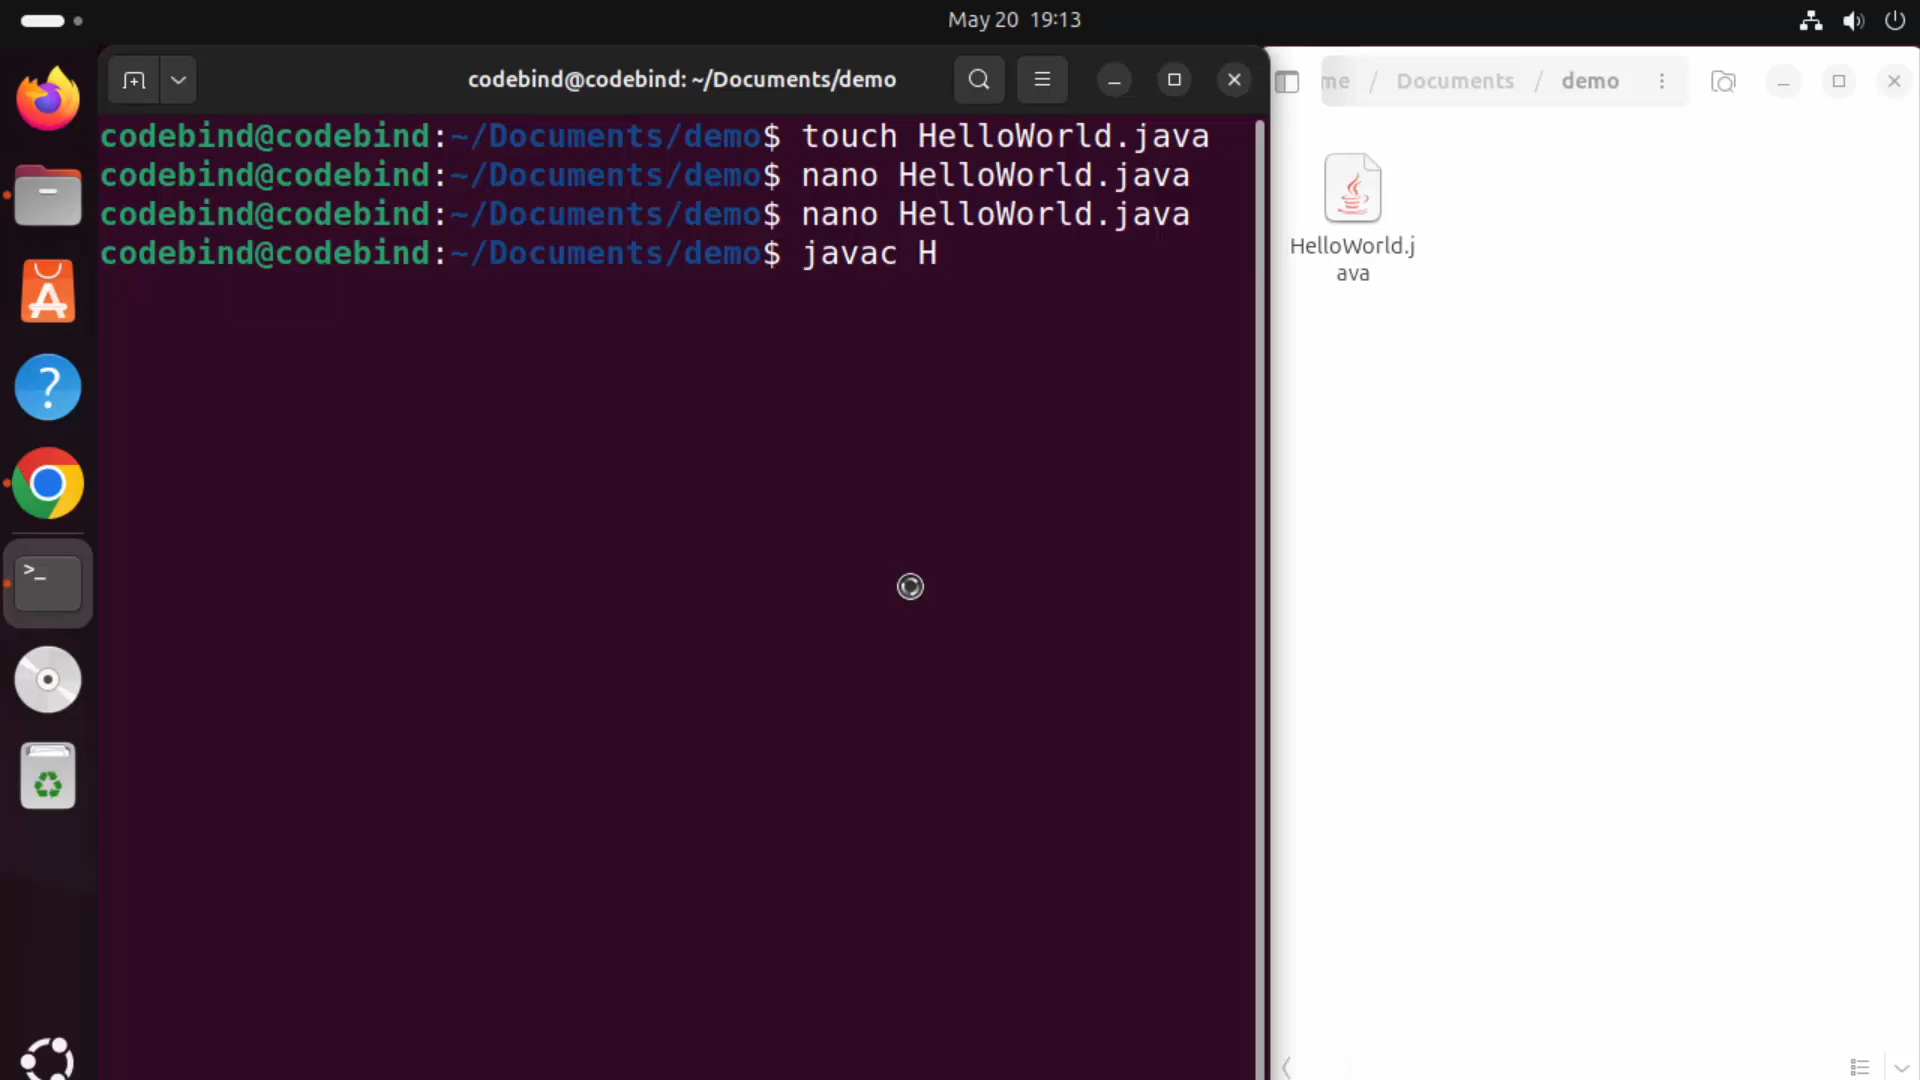 May 20 19:13
codebind@codebind: ~/Documents/demo
codebind@codebind:~/Documents/demo$ touch HelloWorld.java
codebind@codebind:~/Documents/demo$ nano HelloWorld.java
codebind@codebind:~/Documents/demo$ nano HelloWorld.java
codebind@codebind:~/Documents/demo$ javac H
me / Documents / demo
HelloWorld.j
ava
>_